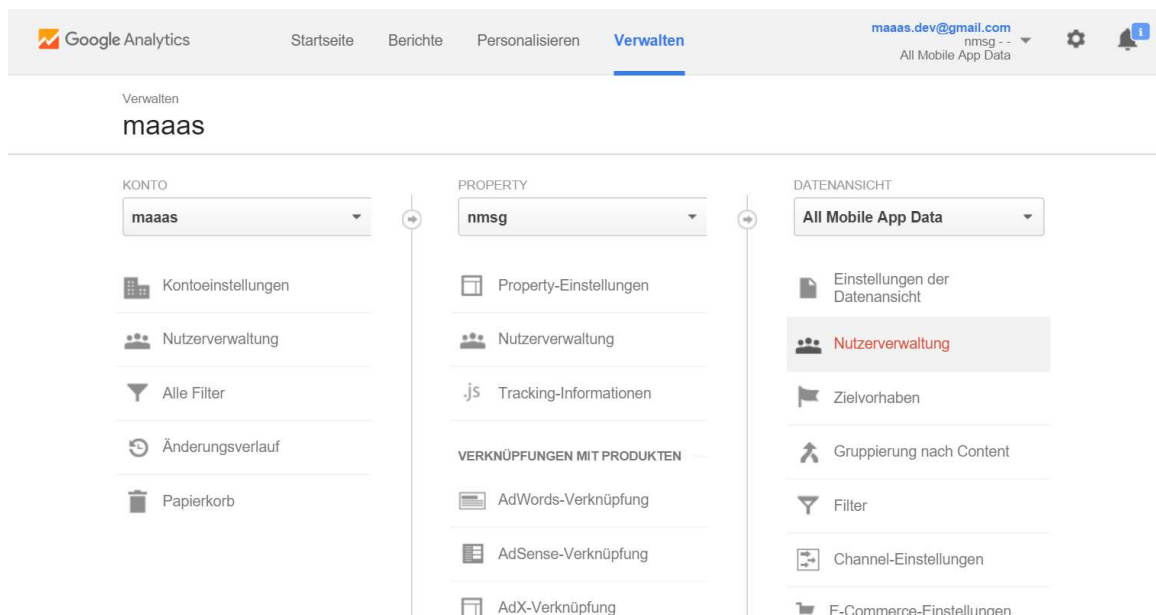 Google Analytics
Startseite Berichte Personalisieren Verwalten
maaas.dev@gmail.com
nmsg - -
All Mobile App Data
i
Verwalten
maaas
KONTO
maaas
Kontoeinstellungen
Nutzerverwaltung
Alle Filter
Änderungsverlauf
Papierkorb
PROPERTY
nmsg
Property-Einstellungen
Nutzerverwaltung
.js Tracking-Informationen
VERKNÜPFUNGEN MIT PRODUKTEN
AdWords-Verknüpfung
AdSense-Verknüpfung
AdX-Verknüpfung
DATENANSICHT
All Mobile App Data
Einstellungen der
Datenansicht
Nutzerverwaltung
Zielvorhaben
Gruppierung nach Content
Filter
Channel-Einstellungen
E-Commerce-Einstellungen